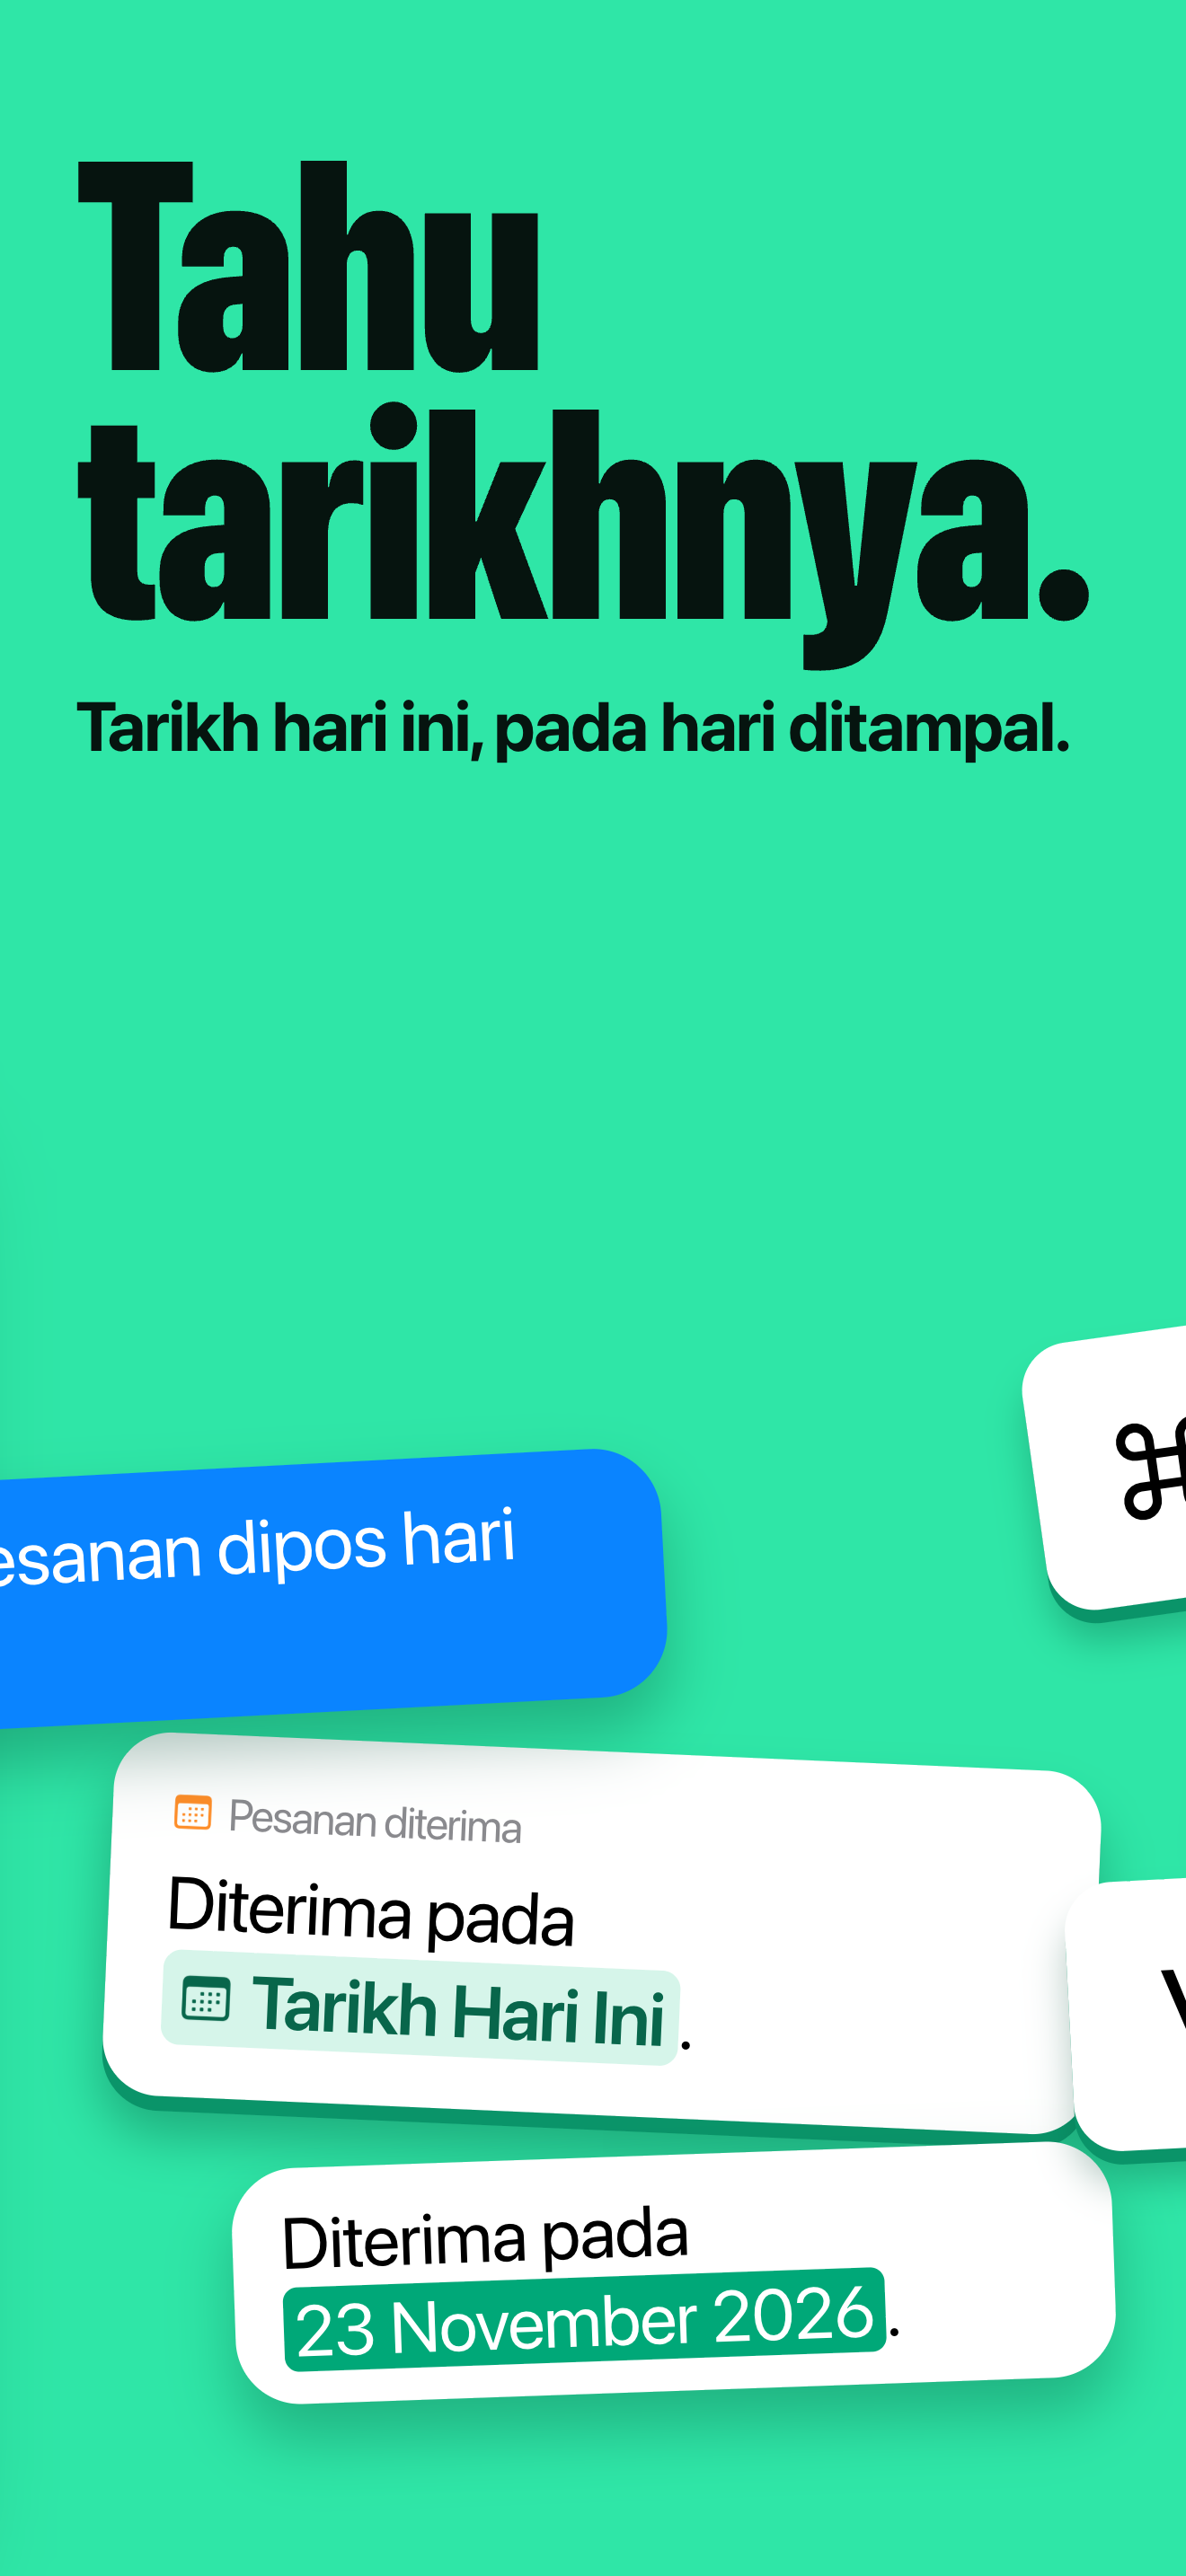 Tahu
tarikhnya.
Tarikh hari ini, pada hari ditampal.
⌘
esanan dipos hari
Pesanan diterima
Diterima pada
Tarikh Hari Ini.
Diterima pada
23 November 2026.